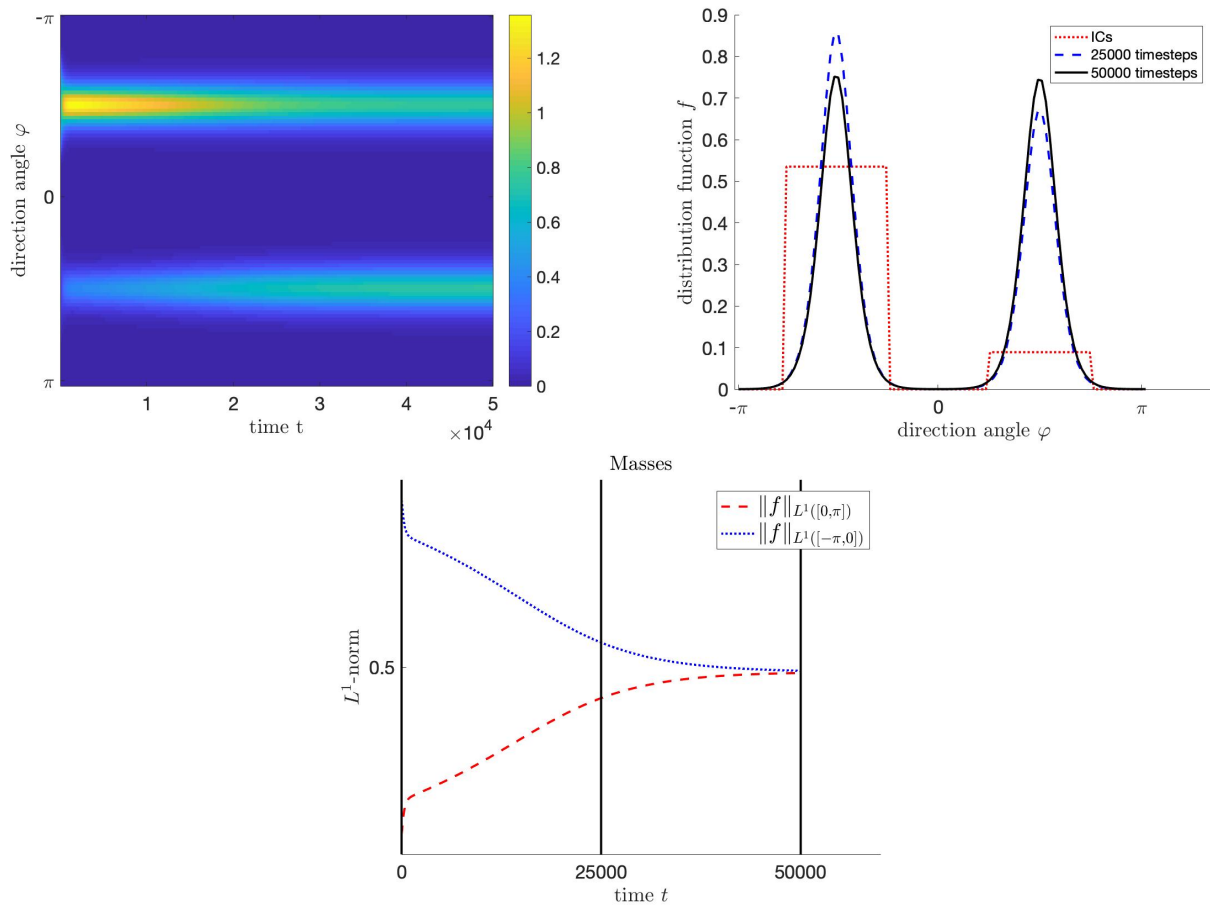 -π
0
π
direction angle φ
1
2
3
4
5
×10⁴
time t
1.2
1
0.8
0.6
0.4
0.2
0
0.9
0.8
0.7
0.6
0.5
0.4
0.3
0.2
0.1
0
distribution function f
-π
0
π
direction angle φ
ICs
25000 timesteps
50000 timesteps
Masses
‖f‖L¹([0,π])
‖f‖L¹([−π,0])
L¹-norm
0.5
0
25000
50000
time t